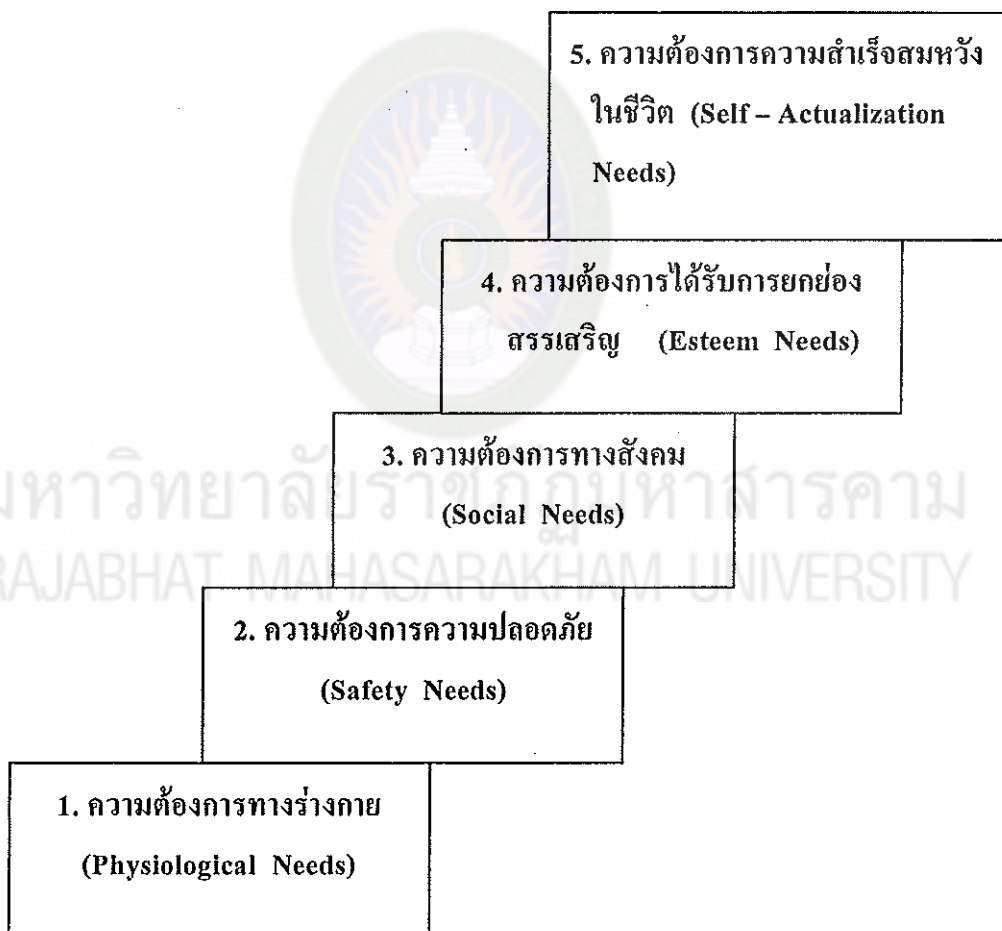 5. ความต้องการความสำเร็จสมหวัง
ในชีวิต (Self – Actualization
Needs)
4. ความต้องการได้รับการยกย่อง
สรรเสริญ (Esteem Needs)
3. ความต้องการทางสังคม
(Social Needs)
มหาวิทยาลัยราชภัฏมหาสารคาม
RAJABHAT MAHASARAKHAM UNIVERSITY
2. ความต้องการความปลอดภัย
(Safety Needs)
1. ความต้องการทางร่างกาย
(Physiological Needs)